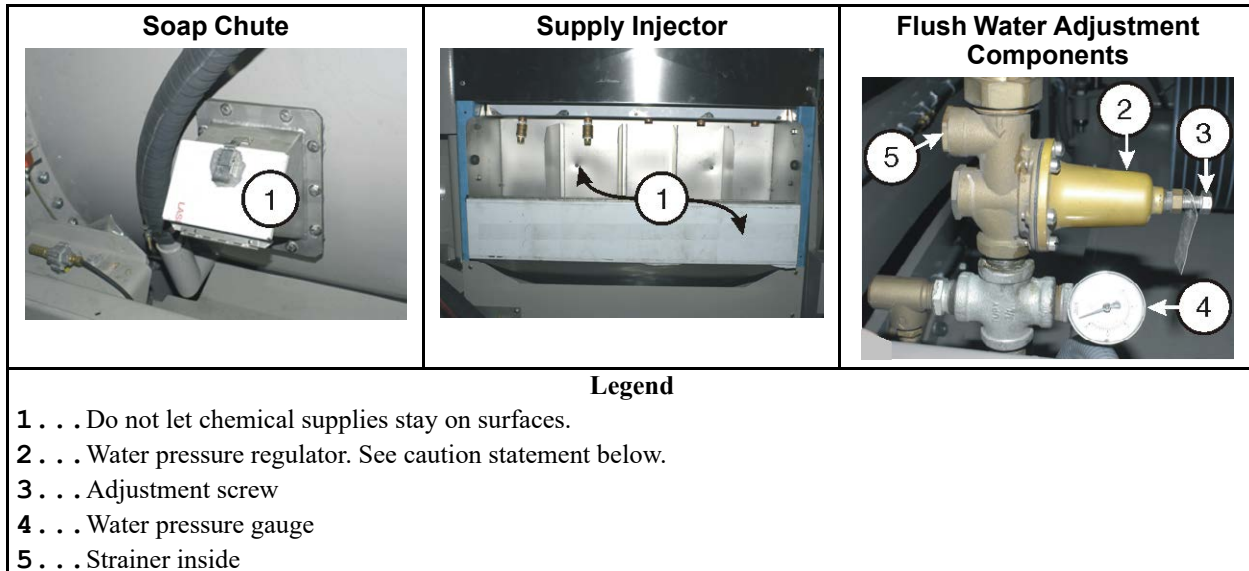 Soap Chute
Supply Injector
Flush Water Adjustment
Components
1
1
2
3
5
4
Legend
1...Do not let chemical supplies stay on surfaces.
2...Water pressure regulator. See caution statement below.
3...Adjustment screw
4...Water pressure gauge
5...Strainer inside